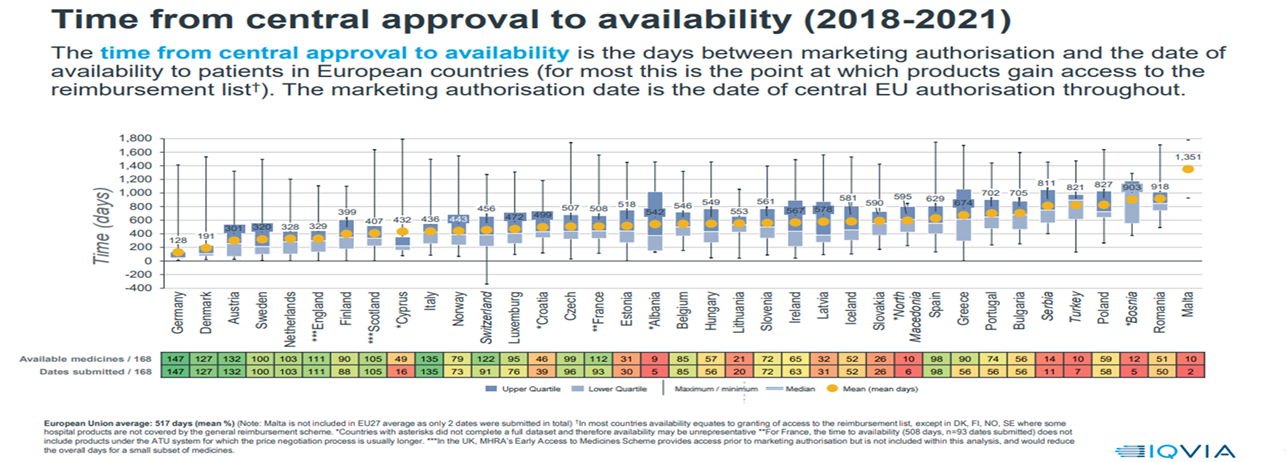 Time from central approval to availability (2018-2021)
The time from central approval to availability is the days between marketing authorisation and the date of
availability to patients in European countries (for most this is the point at which products gain access to the
reimbursement list†). The marketing authorisation date is the date of central EU authorisation throughout.
1,800
1,600
1,400
1,200
1,000
800
600
400
200
0
-200
-400
Time (days)
128 191 301 320 328 329 399 407 432 436 443 456 472 499 507 508 518 542 546 549 553 561 567 578 581 590 595 629 674 702 705 811 821 827 903 918 1,351
Germany Denmark Austria Sweden Netherlands ***England Finland ***Scotland *Cyprus Italy Norway Switzerland Luxemburg *Croatia Czech **France Estonia *Albania Belgium Hungary Lithuania Slovenia Ireland Latvia Iceland Slovakia *North Macedonia Spain Greece Portugal Bulgaria Serbia Turkey Poland *Bosnia Romania Malta
Available medicines / 168 147 127 132 100 103 111 90 105 49 135 79 122 95 46 99 112 31 9 85 57 21 72 65 32 52 26 10 98 90 74 56 14 10 59 12 51 10
Dates submitted / 168 147 127 132 100 103 111 88 105 16 135 73 91 76 39 96 93 30 5 85 56 20 72 63 31 52 26 6 98 56 56 56 11 7 58 5 50 2
Upper Quartile Lower Quartile Maximum / minimum Median Mean (mean days)
European Union average: 517 days (mean %) (Note: Malta is not included in EU27 average as only 2 dates were submitted in total) †In most countries availability equates to granting of access to the reimbursement list, except in DK, FI, NO, SE where some
hospital products are not covered by the general reimbursement scheme. *Countries with asterisks did not complete a full dataset and therefore availability may be unrepresentative **For France, the time to availability (508 days, n=93 dates submitted) does not
include products under the ATU system for which the price negotiation process is usually longer. ***In the UK, MHRA's Early Access to Medicines Scheme provides access prior to marketing authorisation but is not included within this analysis, and would reduce
the overall days for a small subset of medicines.
IQVIA